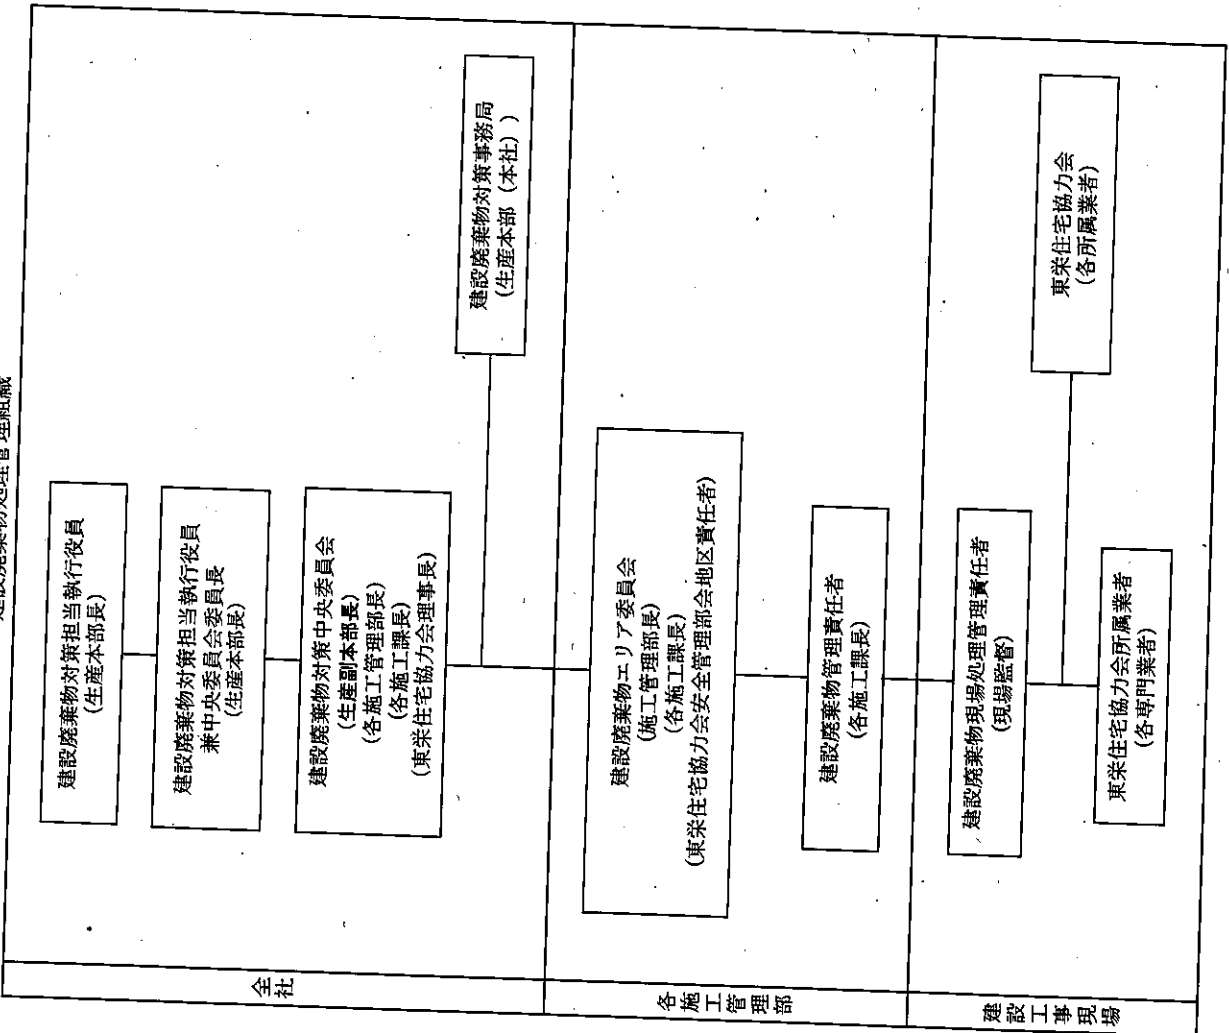 建設廃棄物処理管理組織
全社
建設廃棄物対策担当執行役員
(生産本部長)
建設廃棄物対策担当執行役員
兼中央委員会委員長
(生産本部長)
建設廃棄物対策中央委員会
(生産副本部長)
(各施工管理部長)
(各施工課長)
(東栄住宅協力会理事長)
建設廃棄物対策事務局
(生産本部(本社))
各施工管理部
建設廃棄物エリア委員会
(施工管理部長)
(各施工課長)
(東栄住宅協力会安全管理部会地区責任者)
建設廃棄物管理責任者
(各施工課長)
建設工事現場
建設廃棄物現場処理管理責任者
(現場監督)
東栄住宅協力会
(各所属業者)
東栄住宅協力会所属業者
(各専門業者)